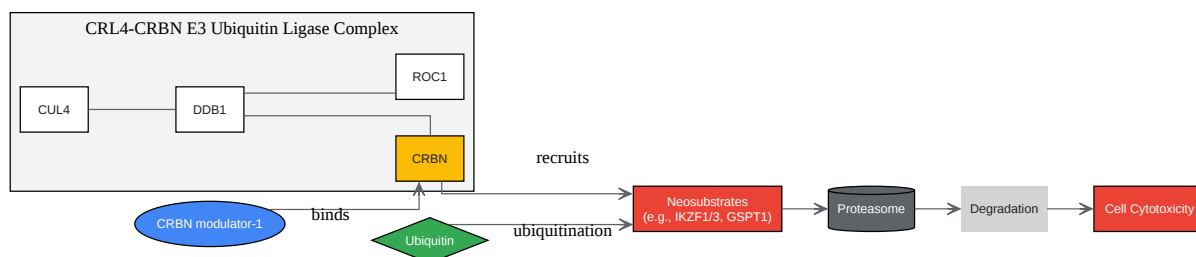 CRL4-CRBN E3 Ubiquitin Ligase Complex
ROC1
CUL4
DDB1
CRBN
recruits
Neosubstrates
(e.g., IKZF1/3, GSPT1)
Proteasome
Degradation
Cell Cytotoxicity
CRBN modulator-1
binds
Ubiquitin
ubiquitination